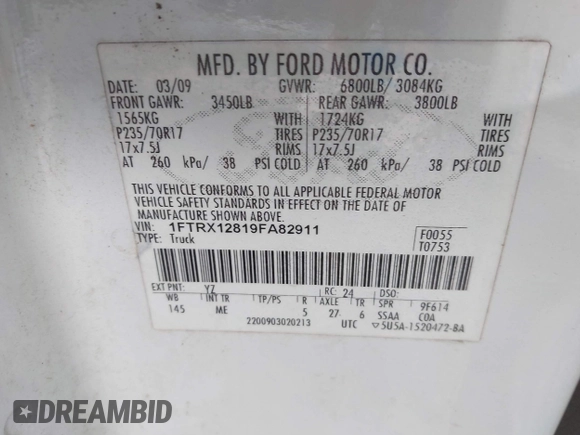 MFD. BY FORD MOTOR CO.
DATE: 03/09 GVWR: 6800LB/ 3084KG
FRONT GAWR: 3450LB REAR GAWR: 3800LB
1565KG WITH 1724KG WITH
P235/70R17 TIRES P235/70R17 TIRES
17x7.5J RIMS 17x7.5J RIMS
AT 260 kPa/ 38 PSI COLD AT 260 kPa/ 38 PSI COLD
THIS VEHICLE CONFORMS TO ALL APPLICABLE FEDERAL MOTOR
VEHICLE SAFETY STANDARDS IN EFFECT ON THE DATE OF
MANUFACTURE SHOWN ABOVE.
VIN: 1FTRX12819FA82911 F0055
TYPE: Truck T0753
EXT PNT: YZ RC: 24 DSO:
WB INT TR TP/PS R AXLE TR SPR 9F614
145 ME 5 27 6 SSAA COA
2200903020213 UTC ▽5U5A-1520472-BA
DREAMBID